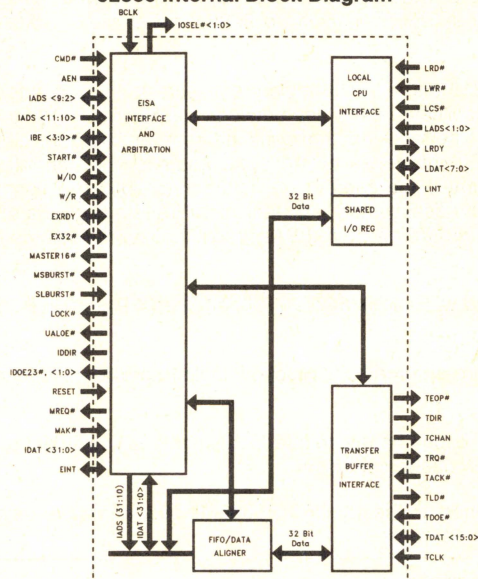 BCLK
IOSEL#<1:0>
CMD#
AEN
IADS <9:2>
IADS <11:10>
IBE <3:0>#
START#
M/IO
W/R
EXRDY
EX32#
MASTER16#
MSBURST#
SLBURST#
LOCK#
UALOE#
IDDIR
IDOE23#, <1:0>
RESET
MREQ#
MAK#
IDAT <31:0>
EINT
EISA
INTERFACE
AND
ARBITRATION
LOCAL
CPU
INTERFACE
SHARED
I/O REG
LRD#
LWR#
LCS#
LADS<1:0>
LRDY
LDAT<7:0>
LINT
32 Bit
Data
TRANSFER
BUFFER
INTERFACE
TEOP#
TDIR
TCHAN
TRQ#
TACK#
TLD#
TDOE#
TDAT <15:0>
TCLK
IADS (31:10)
IDAT <31:0>
FIFO/DATA
ALIGNER
32 Bit
Data